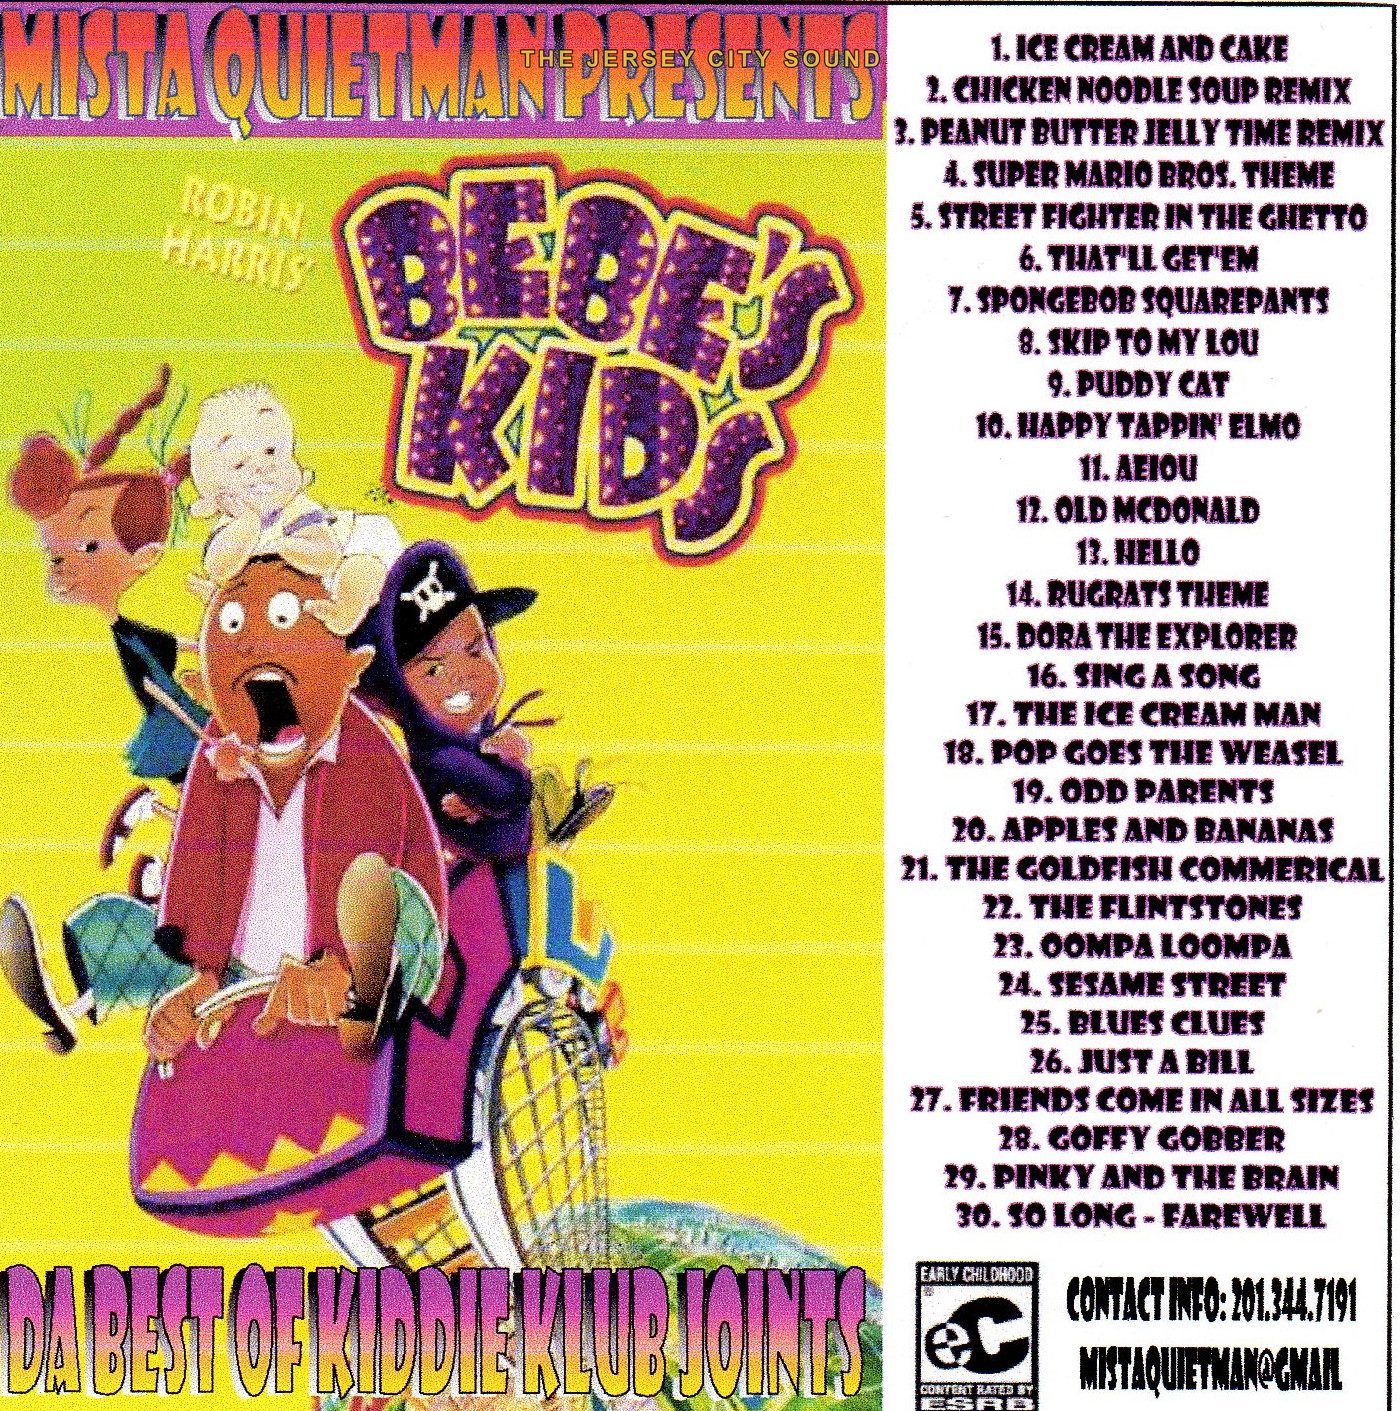 MISTA QUIETMAN PRESENTS
THE JERSEY CITY SOUND
ROBIN
HARRIS'
BEBE'S
KIDS
DA BEST OF KIDDIE KLUB JOINTS
1. ICE CREAM AND CAKE
2. CHICKEN NOODLE SOUP REMIX
3. PEANUT BUTTER JELLY TIME REMIX
4. SUPER MARIO BROS. THEME
5. STREET FIGHTER IN THE GHETTO
6. THAT'LL GET'EM
7. SPONGEBOB SQUAREPANTS
8. SKIP TO MY LOU
9. PUDDY CAT
10. HAPPY TAPPIN' ELMO
11. AEIOU
12. OLD MCDONALD
13. HELLO
14. RUGRATS THEME
15. DORA THE EXPLORER
16. SING A SONG
17. THE ICE CREAM MAN
18. POP GOES THE WEASEL
19. ODD PARENTS
20. APPLES AND BANANAS
21. THE GOLDFISH COMMERICAL
22. THE FLINTSTONES
23. OOMPA LOOMPA
24. SESAME STREET
25. BLUES CLUES
26. JUST A BILL
27. FRIENDS COME IN ALL SIZES
28. GOFFY GOBBER
29. PINKY AND THE BRAIN
30. SO LONG - FAREWELL
EARLY CHILDHOOD
eC
CONTENT RATED BY
ESRB
CONTACT INFO: 201.344.7191
MISTAQUIETMAN@GMAIL